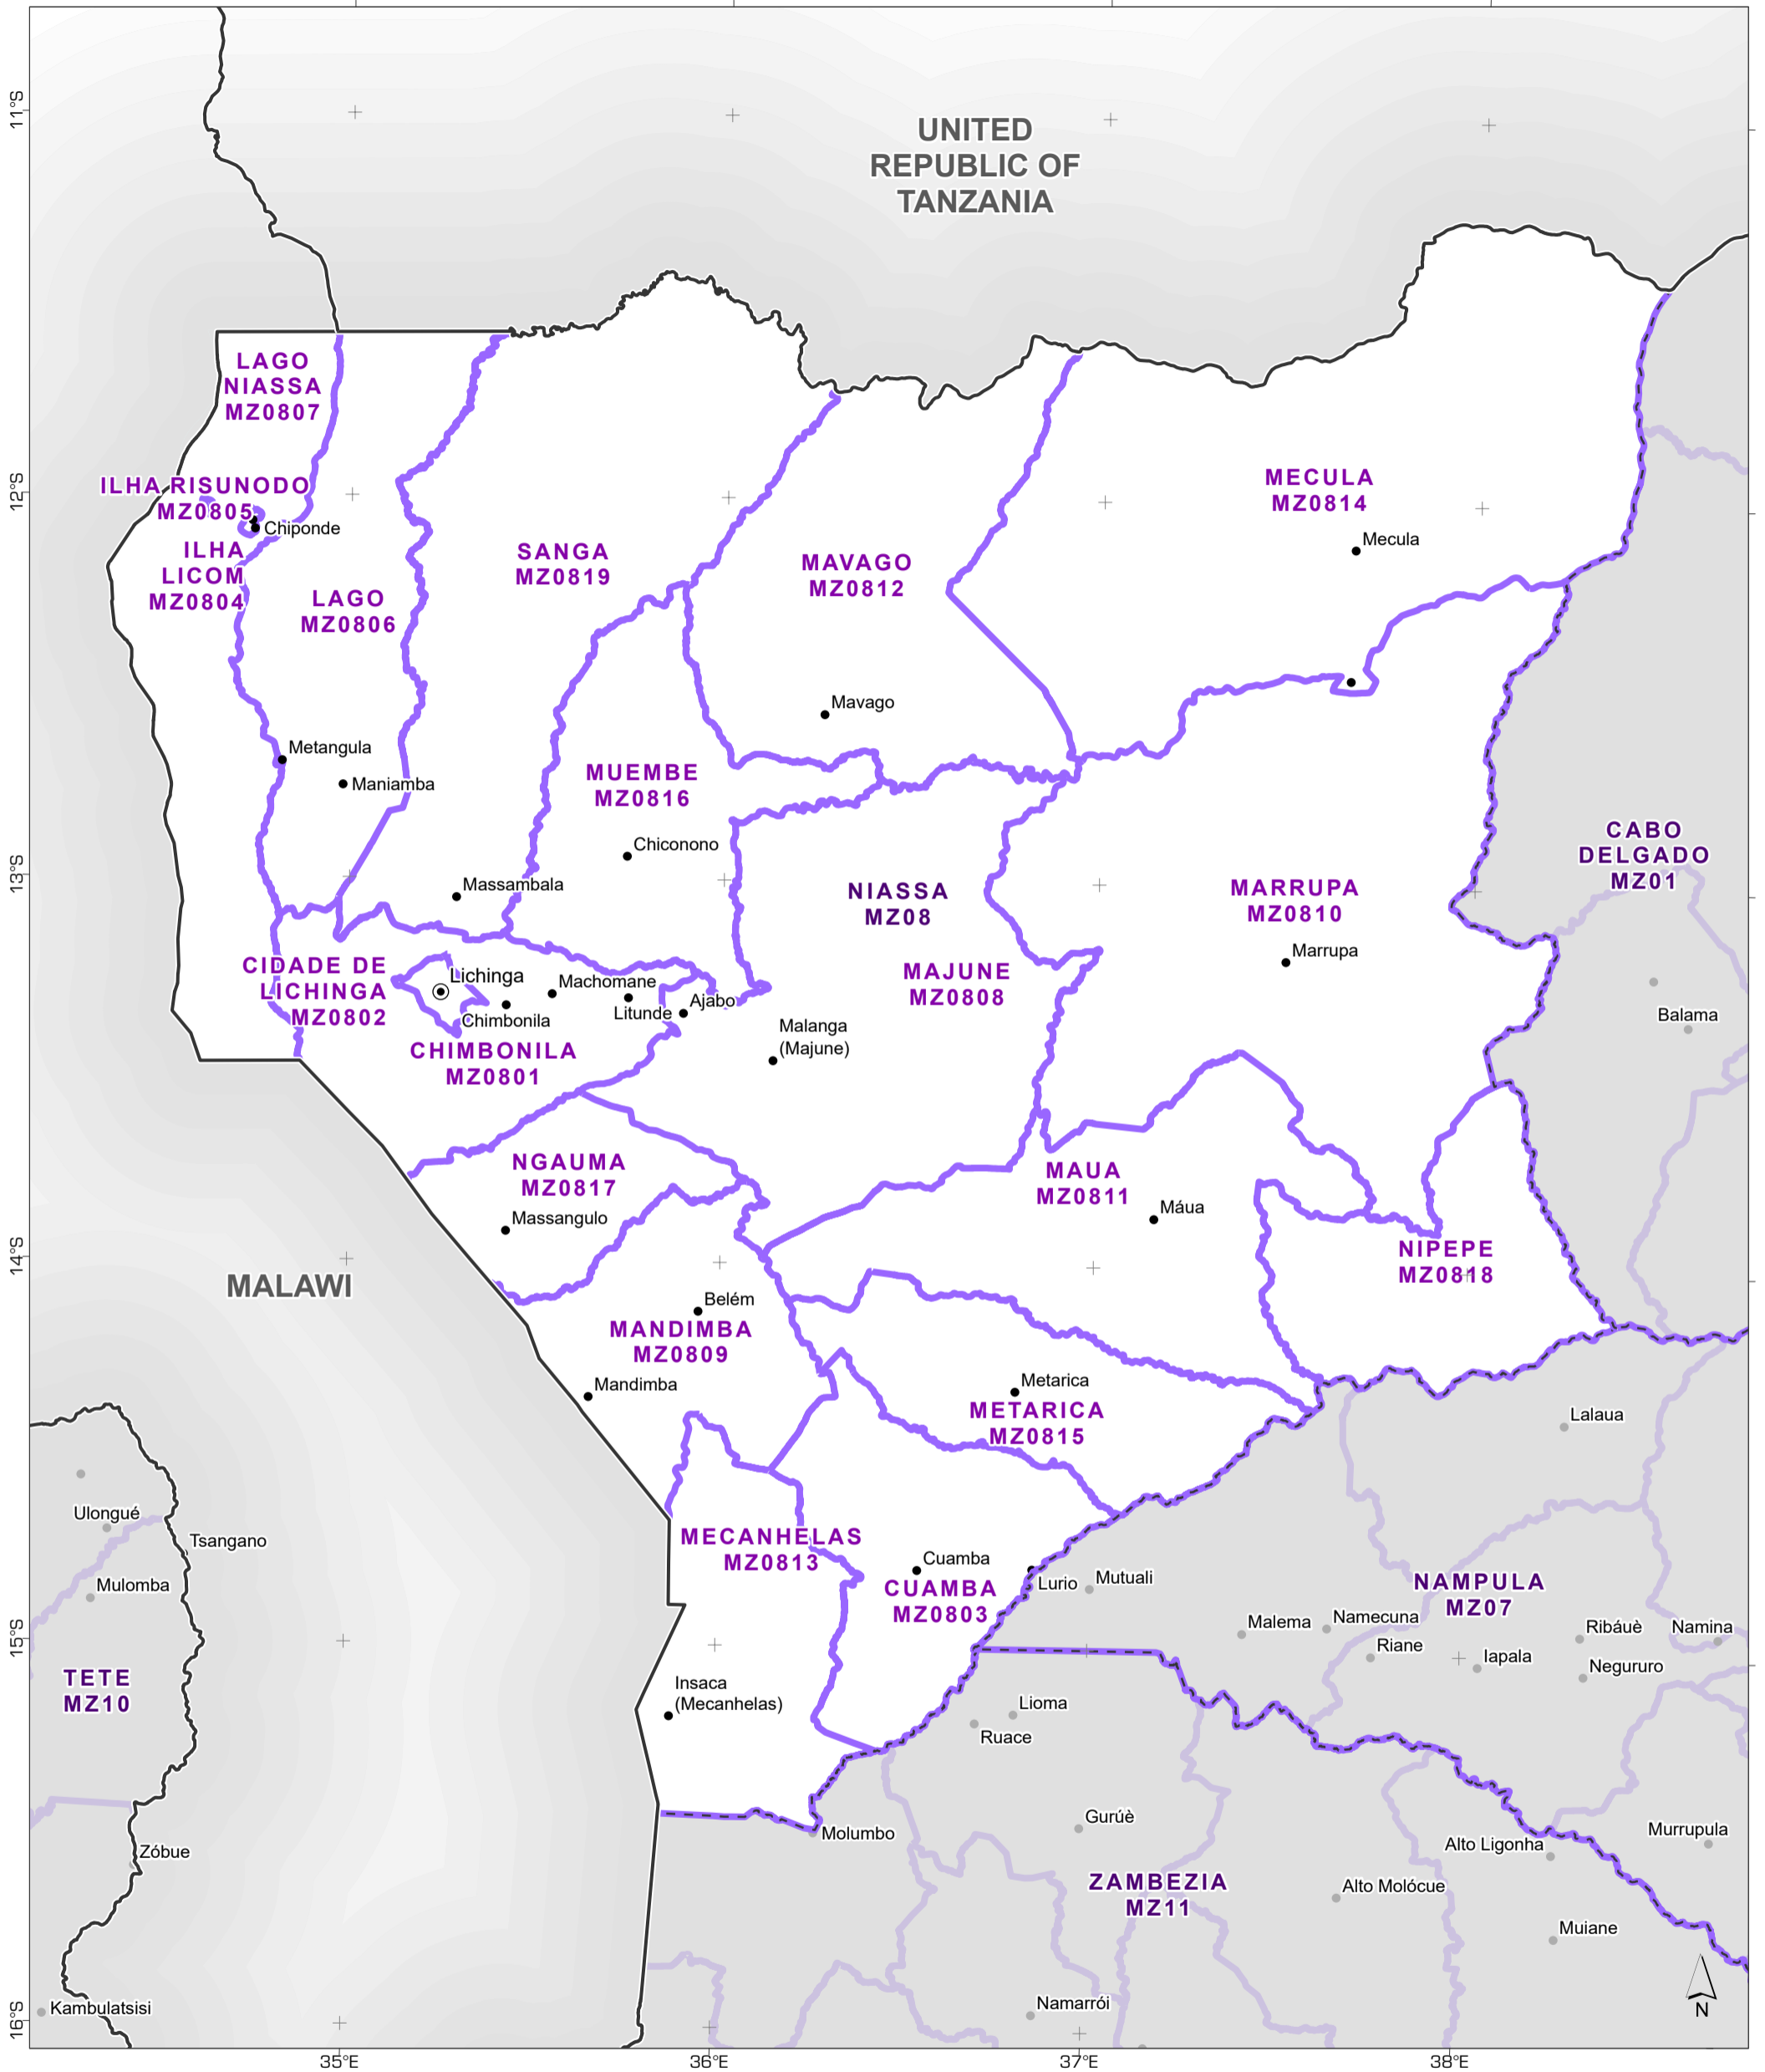 UNITED
REPUBLIC OF
TANZANIA
11°S
LAGO
NIASSA
MZ0807
ILHA RISUNODO
MZ0805
Chiponde
12°S
ILHA
LICOM
MZ0804
LAGO
MZ0806
SANGA
MZ0819
MAVAGO
MZ0812
MECULA
MZ0814
Mecula
Mavago
Metangula
Maniamba
MUEMBE
MZ0816
Chiconono
CABO
DELGADO
MZ01
13°S
Massambala
NIASSA
MZ08
MARRUPA
MZ0810
Marrupa
CIDADE DE
LICHINGA
MZ0802
Lichinga
Machomane
Chimbonila
Litunde
Ajabo
MAJUNE
MZ0808
Balama
Malanga
(Majune)
CHIMBONILA
MZ0801
NGAUMA
MZ0817
MAUA
MZ0811
Massangulo
Máua
14°S
MALAWI
NIPEPE
MZ0818
Belém
MANDIMBA
MZ0809
Mandimba
Metarica
METARICA
MZ0815
Lalaua
Ulongué
Tsangano
MECANHELAS
MZ0813
Mulomba
Cuamba
CUAMBA
MZ0803
Lurio
Mutuali
NAMPULA
MZ07
Malema
Namecuna
Ribáuè
Namina
15°S
Riane
Iapala
Negururo
TETE
MZ10
Insaca
(Mecanhelas)
Lioma
Ruace
Molumbo
Gurúè
Murrupula
Alto Ligonha
Zóbue
ZAMBEZIA
MZ11
Alto Molócue
Muiane
Kambulatsisi
Namarrói
N
16°S
35°E
36°E
37°E
38°E